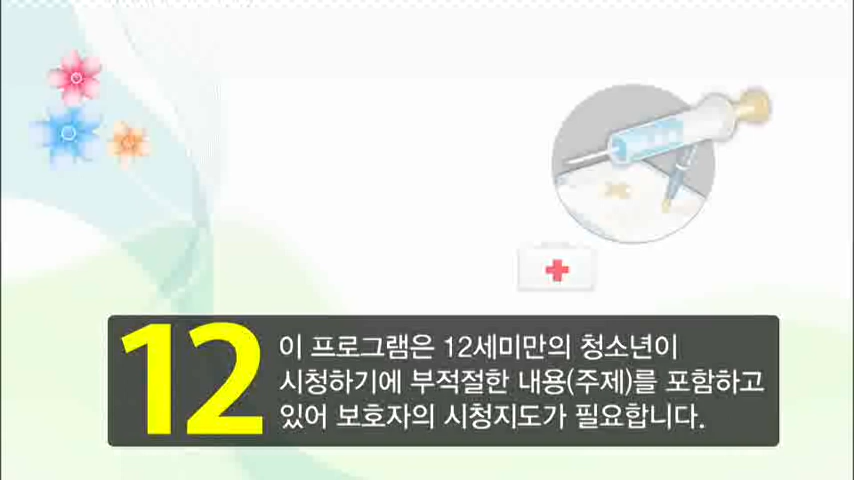 12
이 프로그램은 12세미만의 청소년이
시청하기에 부적절한 내용(주제)를 포함하고
있어 보호자의 시청지도가 필요합니다.